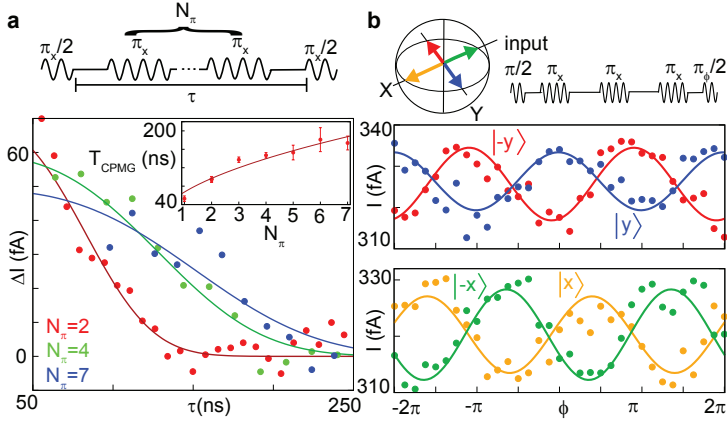 a
N_π
π_x/2 π_x π_x π_x/2
τ
60
ΔI (fA)
0
200
T_CPMG (ns)
40
1 2 3 4 5 6 7
N_π
N_π=2
N_π=4
N_π=7
50 τ(ns) 250
b
input
X
Y
π/2 π_x π_x π_x π_ϕ/2
340
I (fA)
310
|-y⟩
|y⟩
330
I (fA)
310
|-x⟩
|x⟩
-2π -π ϕ π 2π